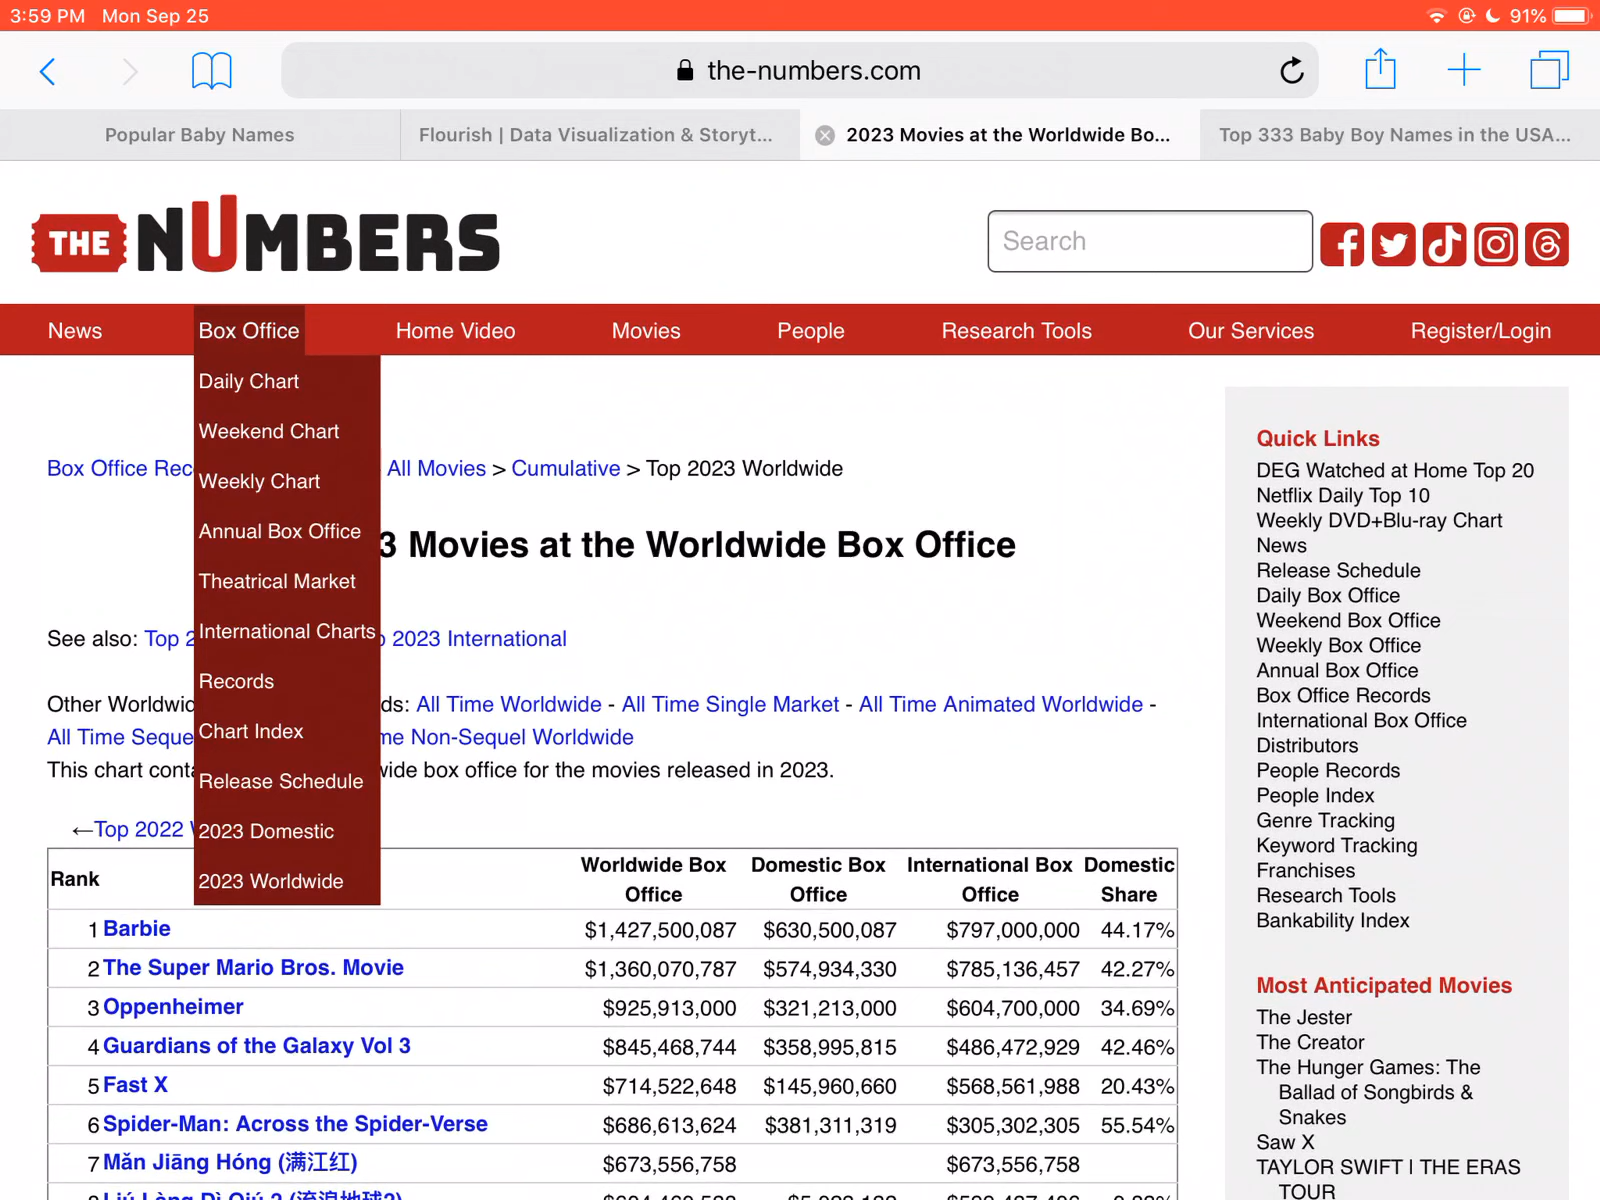 3:59 PM Mon Sep 25
91%
the-numbers.com
Popular Baby Names
Flourish | Data Visualization & Storyt...
2023 Movies at the Worldwide Bo...
Top 333 Baby Boy Names in the USA...
THE NUMBERS
Search
News
Box Office
Home Video
Movies
People
Research Tools
Our Services
Register/Login
Daily Chart
Weekend Chart
Weekly Chart
Annual Box Office
Theatrical Market
International Charts
Records
Chart Index
Release Schedule
2023 Domestic
2023 Worldwide
Box Office Rec All Movies > Cumulative > Top 2023 Worldwide
3 Movies at the Worldwide Box Office
See also: Top 2 2023 International
Other Worldwid ds: All Time Worldwide - All Time Single Market - All Time Animated Worldwide -
All Time Seque me Non-Sequel Worldwide
This chart conta wide box office for the movies released in 2023.
←Top 2022
Rank Worldwide Box Office Domestic Box Office International Box Office Domestic Share
1 Barbie $1,427,500,087 $630,500,087 $797,000,000 44.17%
2 The Super Mario Bros. Movie $1,360,070,787 $574,934,330 $785,136,457 42.27%
3 Oppenheimer $925,913,000 $321,213,000 $604,700,000 34.69%
4 Guardians of the Galaxy Vol 3 $845,468,744 $358,995,815 $486,472,929 42.46%
5 Fast X $714,522,648 $145,960,660 $568,561,988 20.43%
6 Spider-Man: Across the Spider-Verse $686,613,624 $381,311,319 $305,302,305 55.54%
7 Mǎn Jiāng Hóng (满江红) $673,556,758 $673,556,758
Quick Links
DEG Watched at Home Top 20
Netflix Daily Top 10
Weekly DVD+Blu-ray Chart
News
Release Schedule
Daily Box Office
Weekend Box Office
Weekly Box Office
Annual Box Office
Box Office Records
International Box Office
Distributors
People Records
People Index
Genre Tracking
Keyword Tracking
Franchises
Research Tools
Bankability Index
Most Anticipated Movies
The Jester
The Creator
The Hunger Games: The
Ballad of Songbirds &
Snakes
Saw X
TAYLOR SWIFT | THE ERAS
TOUR